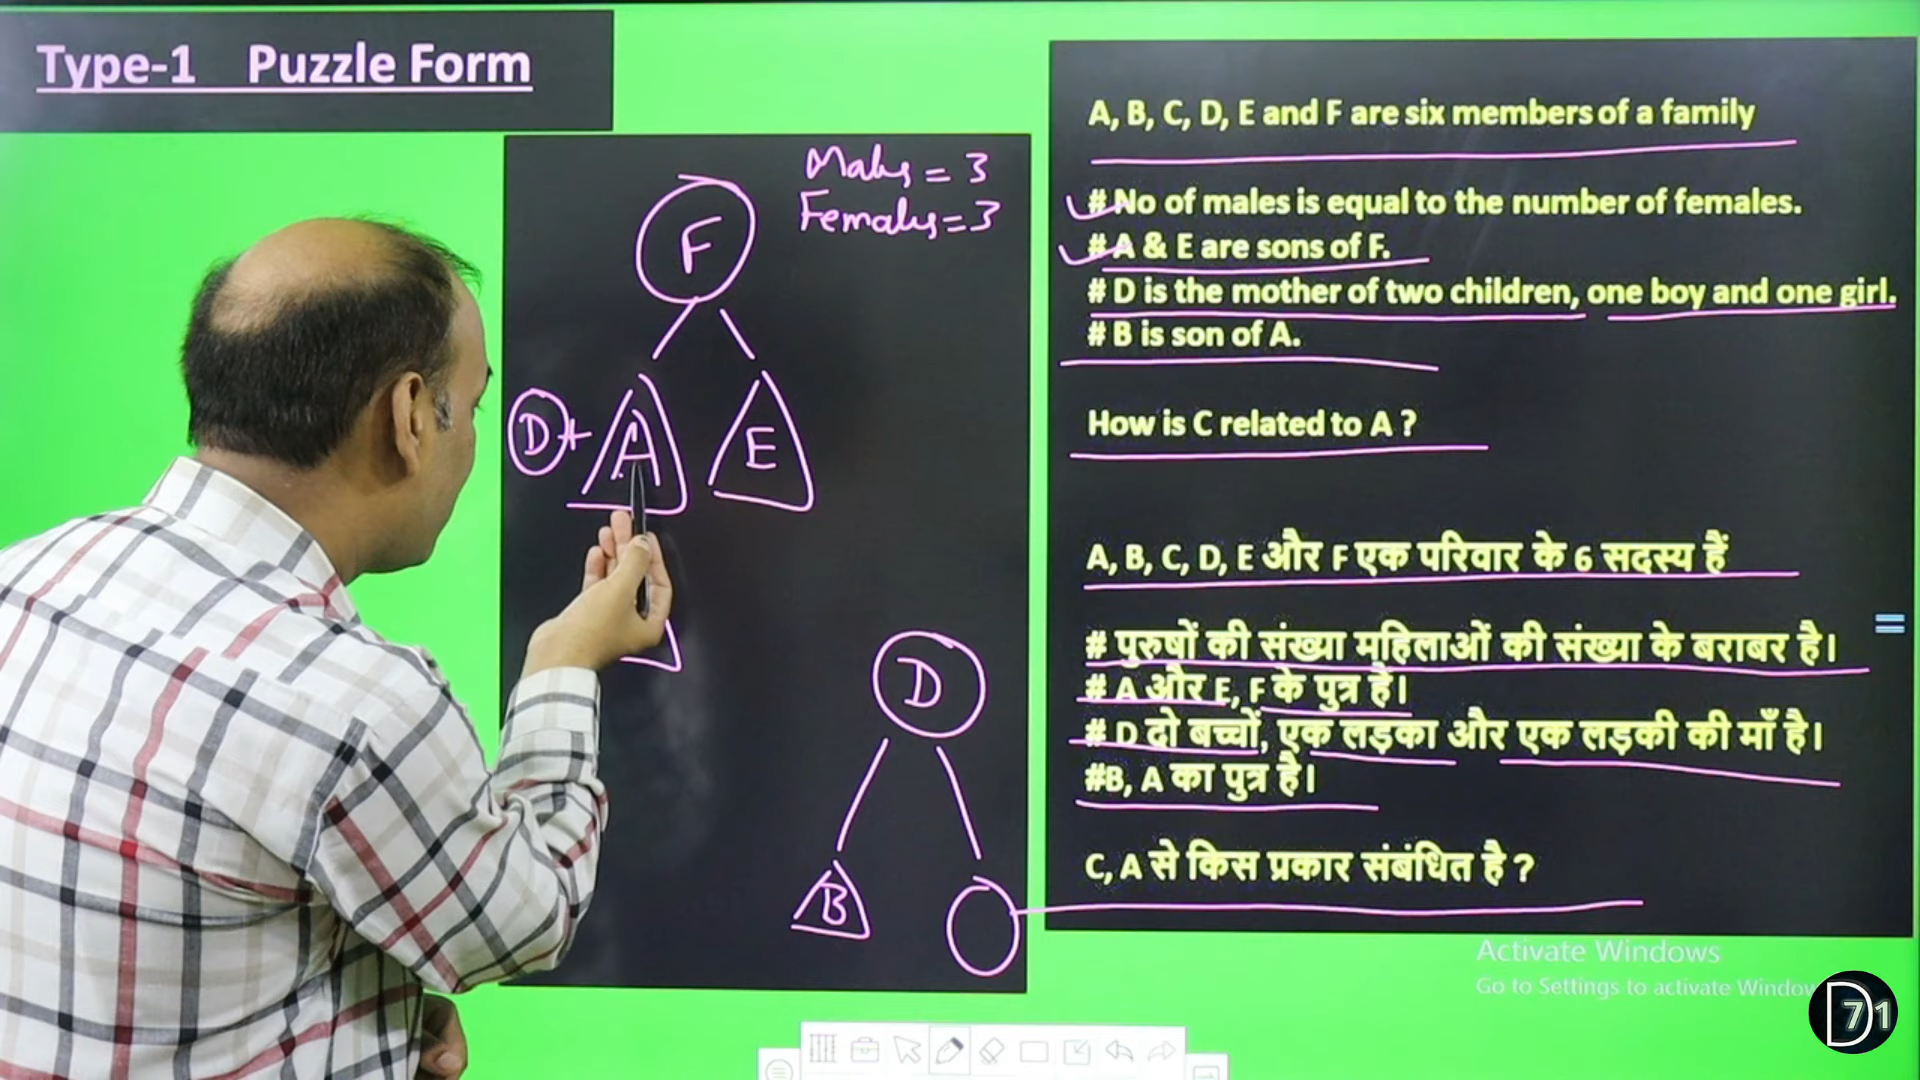 Type-1 Puzzle Form
Males = 3
Females = 3
F
D + A E
D
B
A, B, C, D, E and F are six members of a family
# No of males is equal to the number of females.
# A & E are sons of F.
# D is the mother of two children, one boy and one girl.
# B is son of A.
How is C related to A ?
A, B, C, D, E और F एक परिवार के 6 सदस्य हैं
# पुरुषों की संख्या महिलाओं की संख्या के बराबर है।
# A और E, F के पुत्र हैं।
# D दो बच्चों, एक लड़का और एक लड़की की माँ है।
#B, A का पुत्र है।
C, A से किस प्रकार संबंधित है ?
Activate Windows
Go to Settings to activate Window
D 71